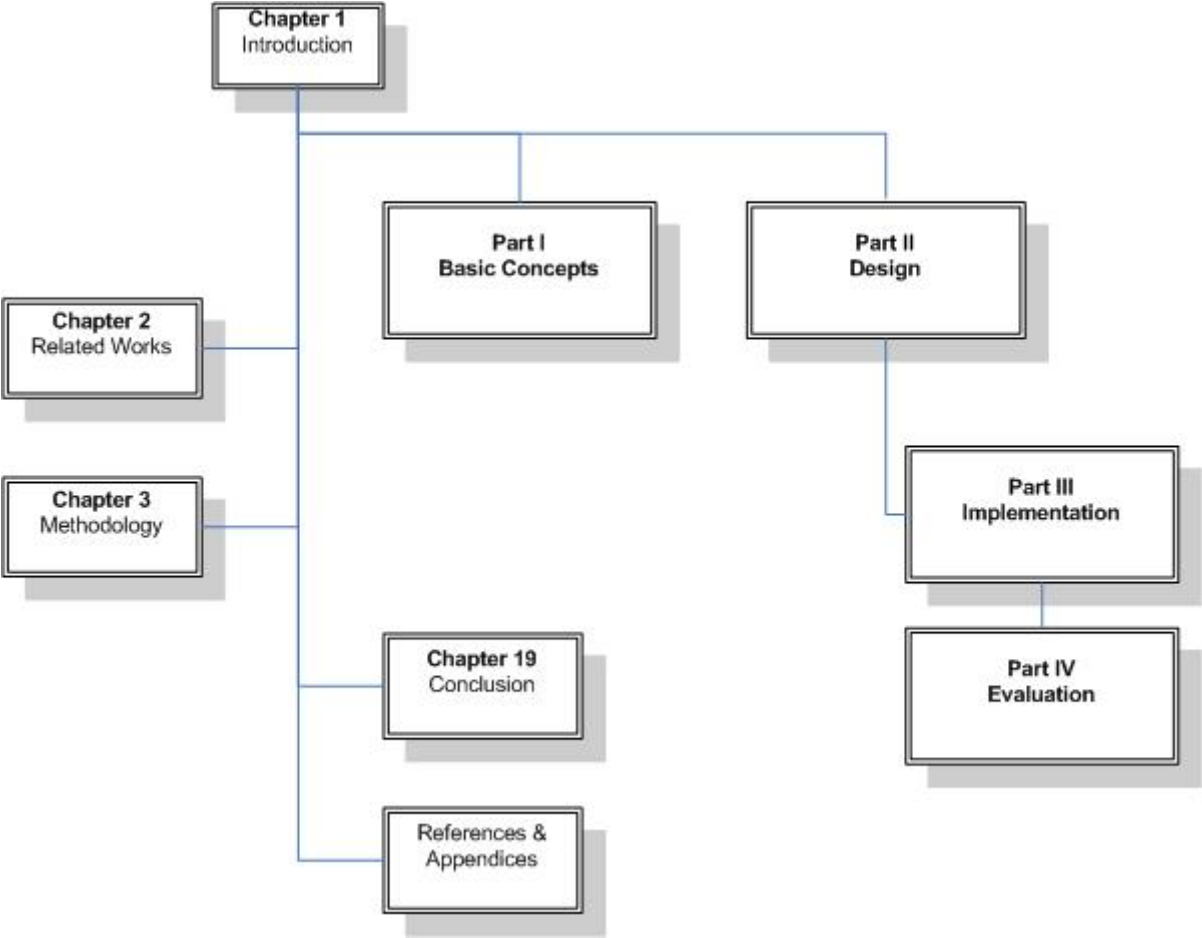 Chapter 1
Introduction
Part I
Basic Concepts
Part II
Design
Chapter 2
Related Works
Chapter 3
Methodology
Part III
Implementation
Chapter 19
Conclusion
Part IV
Evaluation
References &
Appendices